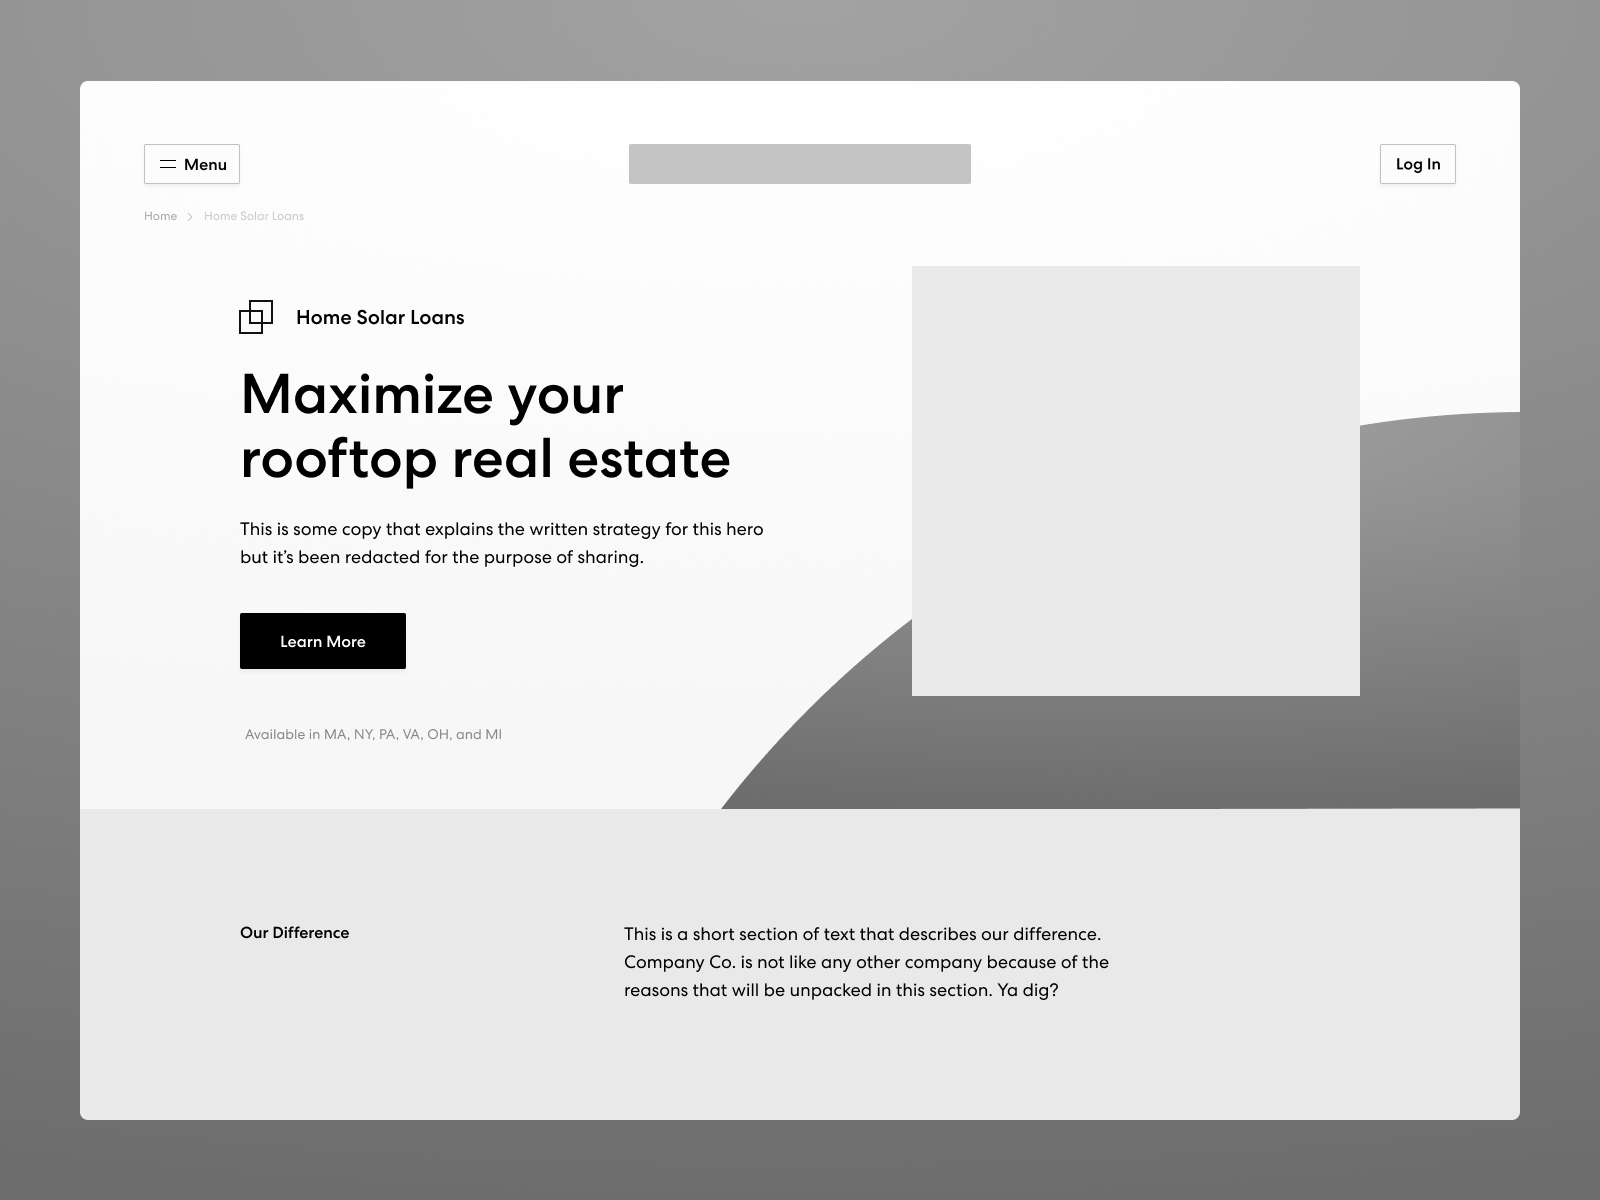 Menu
Log In
Home
Home Solar Loans
Home Solar Loans
Maximize your
rooftop real estate
This is some copy that explains the written strategy for this hero
but it’s been redacted for the purpose of sharing.
Learn More
Available in MA, NY, PA, VA, OH, and MI
Our Difference
This is a short section of text that describes our difference.
Company Co. is not like any other company because of the
reasons that will be unpacked in this section. Ya dig?